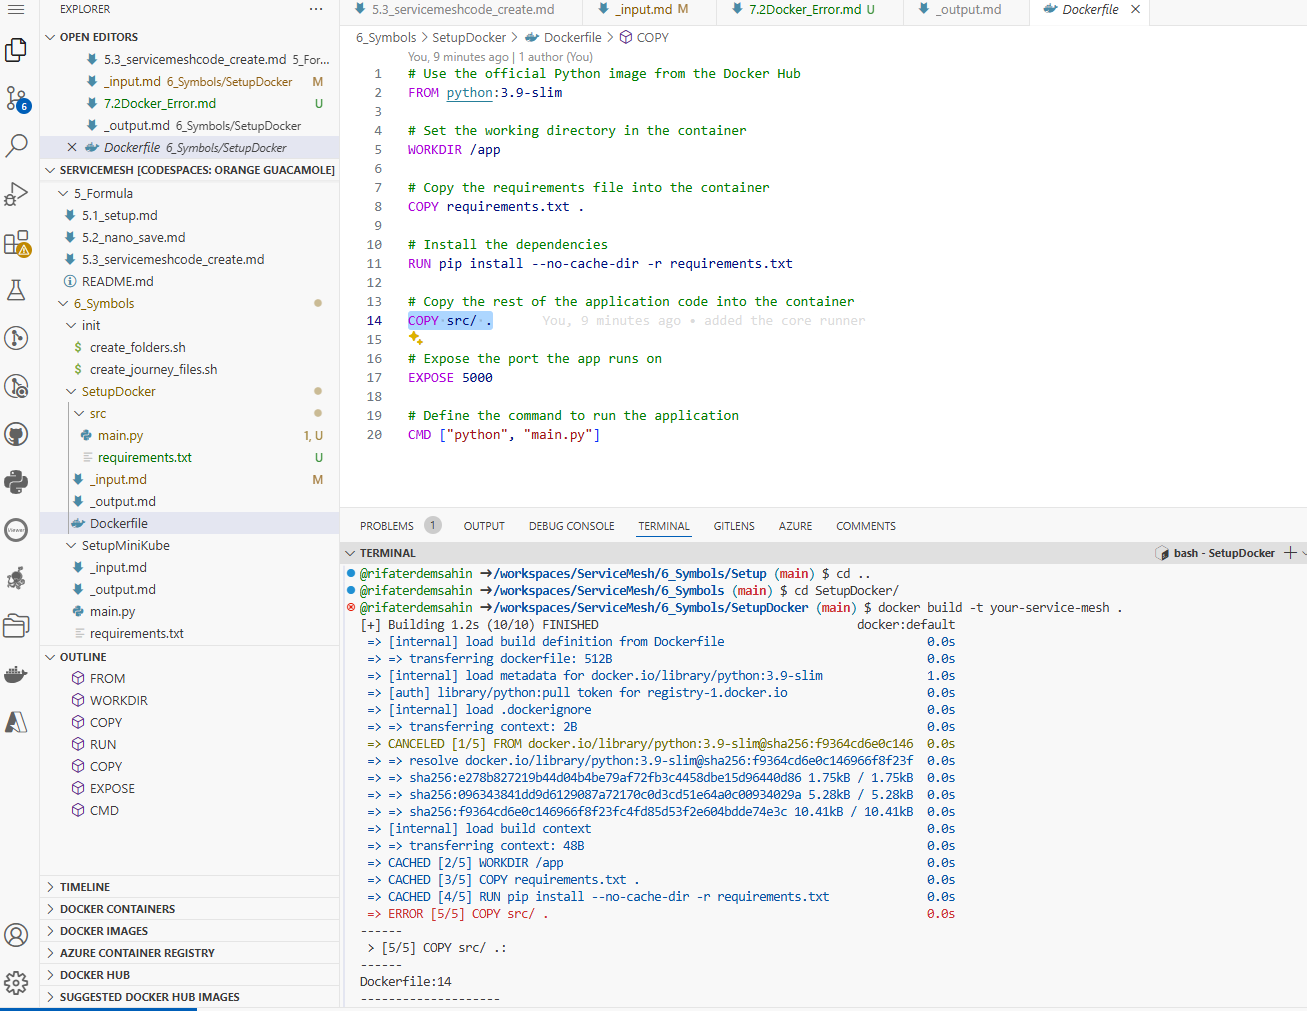 EXPLORER
···
OPEN EDITORS
5.3_servicemeshcode_create.md 5_For...
_input.md 6_Symbols/SetupDocker M
7.2Docker_Error.md U
_output.md 6_Symbols/SetupDocker
Dockerfile 6_Symbols/SetupDocker
SERVICEMESH [CODESPACES: ORANGE GUACAMOLE]
5_Formula
5.1_setup.md
5.2_nano_save.md
5.3_servicemeshcode_create.md
README.md
6_Symbols
init
$ create_folders.sh
$ create_journey_files.sh
SetupDocker
src
main.py 1, U
requirements.txt U
_input.md M
_output.md
Dockerfile
SetupMiniKube
_input.md
_output.md
main.py
requirements.txt
OUTLINE
FROM
WORKDIR
COPY
RUN
COPY
EXPOSE
CMD
TIMELINE
DOCKER CONTAINERS
DOCKER IMAGES
AZURE CONTAINER REGISTRY
DOCKER HUB
SUGGESTED DOCKER HUB IMAGES
6
5.3_servicemeshcode_create.md _input.md M 7.2Docker_Error.md U _output.md Dockerfile
6_Symbols > SetupDocker > Dockerfile > COPY
You, 9 minutes ago | 1 author (You)
1 # Use the official Python image from the Docker Hub
2 FROM python:3.9-slim
3
4 # Set the working directory in the container
5 WORKDIR /app
6
7 # Copy the requirements file into the container
8 COPY requirements.txt .
9
10 # Install the dependencies
11 RUN pip install --no-cache-dir -r requirements.txt
12
13 # Copy the rest of the application code into the container
14 COPY src/ . You, 9 minutes ago • added the core runner
15
16 # Expose the port the app runs on
17 EXPOSE 5000
18
19 # Define the command to run the application
20 CMD ["python", "main.py"]
PROBLEMS 1 OUTPUT DEBUG CONSOLE TERMINAL GITLENS AZURE COMMENTS
TERMINAL bash - SetupDocker
@rifaterdemsahin →/workspaces/ServiceMesh/6_Symbols/Setup (main) $ cd ..
@rifaterdemsahin →/workspaces/ServiceMesh/6_Symbols (main) $ cd SetupDocker/
@rifaterdemsahin →/workspaces/ServiceMesh/6_Symbols/SetupDocker (main) $ docker build -t your-service-mesh .
[+] Building 1.2s (10/10) FINISHED docker:default
=> [internal] load build definition from Dockerfile 0.0s
=> => transferring dockerfile: 512B 0.0s
=> [internal] load metadata for docker.io/library/python:3.9-slim 1.0s
=> [auth] library/python:pull token for registry-1.docker.io 0.0s
=> [internal] load .dockerignore 0.0s
=> => transferring context: 2B 0.0s
=> CANCELED [1/5] FROM docker.io/library/python:3.9-slim@sha256:f9364cd6e0c146 0.0s
=> => resolve docker.io/library/python:3.9-slim@sha256:f9364cd6e0c146966f8f23f 0.0s
=> => sha256:e278b827219b44d04b4be79af72fb3c4458dbe15d96440d86 1.75kB / 1.75kB 0.0s
=> => sha256:096343841dd9d6129087a72170c0d3cd51e64a0c00934029a 5.28kB / 5.28kB 0.0s
=> => sha256:f9364cd6e0c146966f8f23fc4fd85d53f2e604bdde74e3c 10.41kB / 10.41kB 0.0s
=> [internal] load build context 0.0s
=> => transferring context: 48B 0.0s
=> CACHED [2/5] WORKDIR /app 0.0s
=> CACHED [3/5] COPY requirements.txt . 0.0s
=> CACHED [4/5] RUN pip install --no-cache-dir -r requirements.txt 0.0s
=> ERROR [5/5] COPY src/ . 0.0s
------
> [5/5] COPY src/ .:
------
Dockerfile:14
--------------------